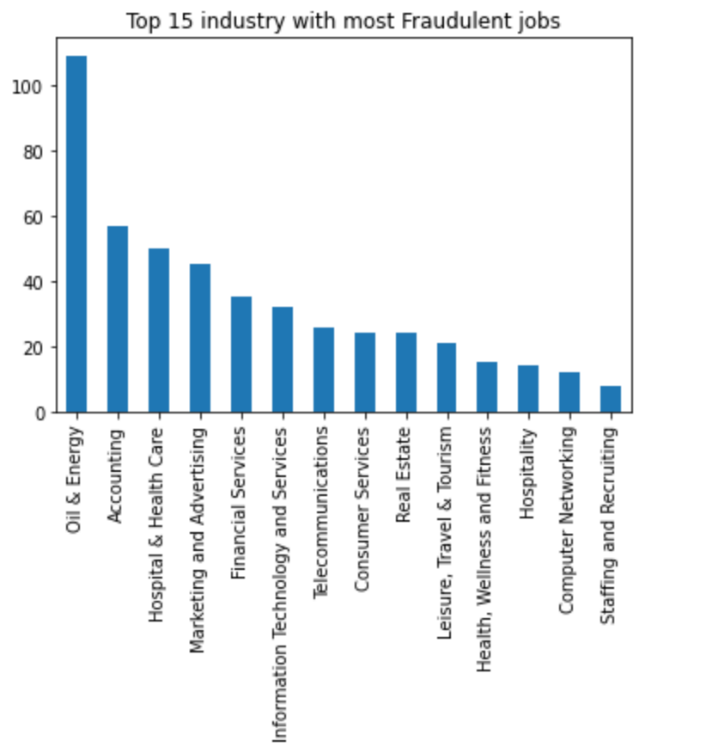 Top 15 industry with most Fraudulent jobs
100
80
60
40
20
0
Oil & Energy
Accounting
Hospital & Health Care
Marketing and Advertising
Financial Services
Information Technology and Services
Telecommunications
Consumer Services
Real Estate
Leisure, Travel & Tourism
Health, Wellness and Fitness
Hospitality
Computer Networking
Staffing and Recruiting